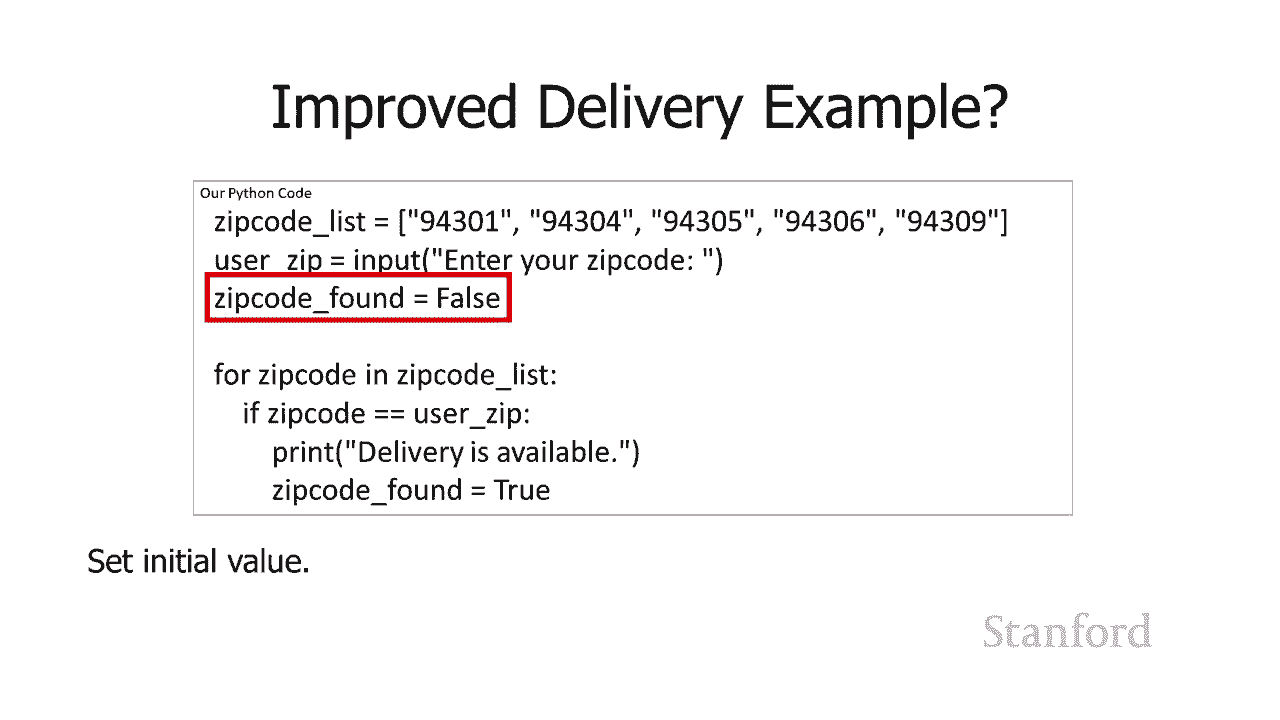 Improved Delivery Example?
Our Python Code
zipcode_list = ["94301", "94304", "94305", "94306", "94309"]
user_zip = input("Enter your zipcode: ")
zipcode_found = False
for zipcode in zipcode_list:
if zipcode == user_zip:
print("Delivery is available.")
zipcode_found = True
Set initial value.
Stanford